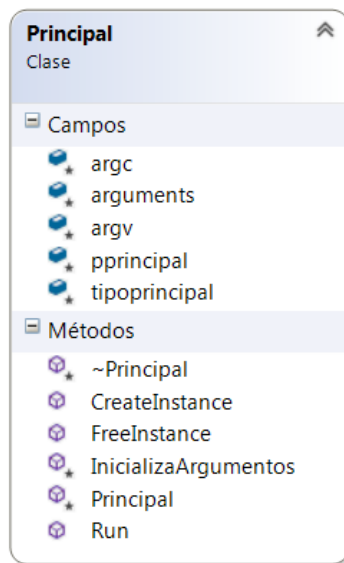 Principal
Clase
Campos
argc
arguments
argv
pprincipal
tipoprincipal
Métodos
~Principal
CreateInstance
FreeInstance
InicializaArgumentos
Principal
Run